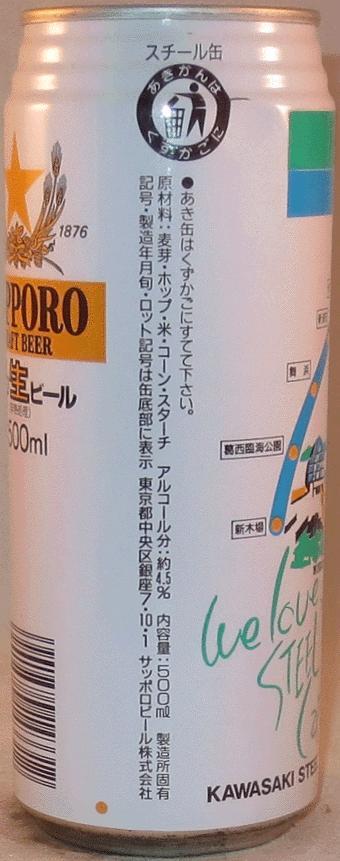 スチール缶
あきかんは
くずかごに
1876
PPORO
AFT BEER
生ビール
500ml
●あき缶はくずかごにすてて下さい。
原材料:麦芽・ホップ・米・コーン・スターチ アルコール分:約4.5% 内容量:500ml 製造所固有
記号・製造年月旬・ロット記号は缶底部に表示 東京都中央区銀座7・10・1 サッポロビール株式会社
舞浜
葛西臨海公園
新木場
We love
STEEL
Ca
KAWASAKI STE